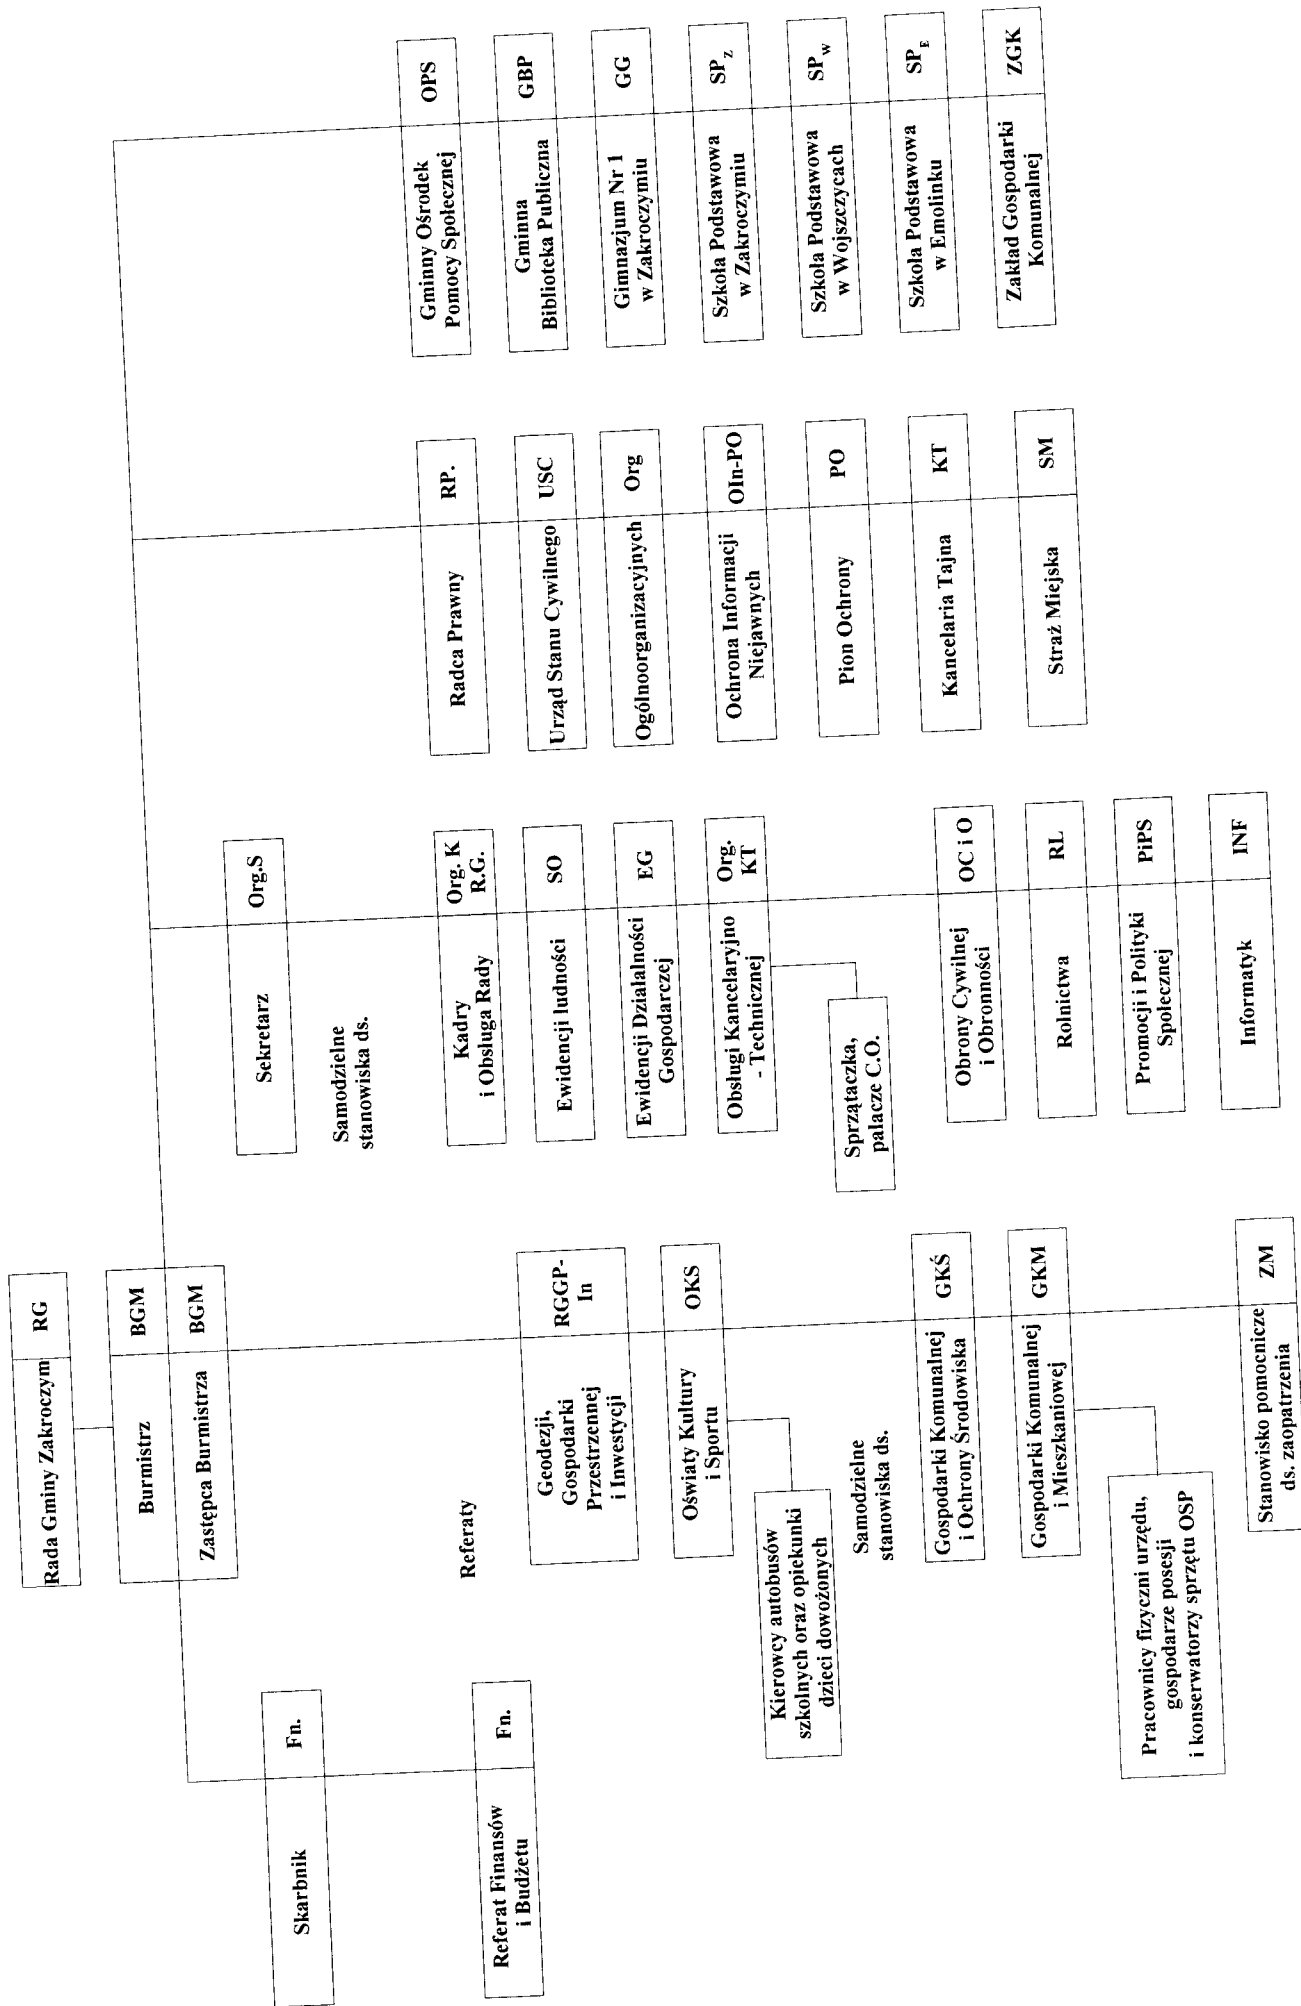 Rada Gminy Zakroczym
RG
Burmistrz
BGM
Zastępca Burmistrza
BGM
Skarbnik
Fn.
Referat Finansów
i Budżetu
Fn.
Referaty
Geodezji,
Gospodarki
Przestrzennej
i Inwestycji
RGGP-
In
Oświaty Kultury
i Sportu
OKS
Kierowcy autobusów
szkolnych oraz opiekunki
dzieci dowożonych
Samodzielne
stanowiska ds.
Gospodarki Komunalnej
i Ochrony Środowiska
GKŚ
Gospodarki Komunalnej
i Mieszkaniowej
GKM
Pracownicy fizyczni urzędu,
gospodarze posesji
i konserwatorzy sprzętu OSP
Stanowisko pomocnicze
ds. zaopatrzenia
ZM
Sekretarz
Org.S
Samodzielne
stanowiska ds.
Kadry
i Obsługa Rady
Org. K
R.G.
Ewidencji ludności
SO
Ewidencji Działalności
Gospodarczej
EG
Obsługi Kancelaryjno
- Technicznej
Org.
KT
Sprzątaczka,
palacze C.O.
Obrony Cywilnej
i Obronności
OC i O
Rolnictwa
RL
Promocji i Polityki
Społecznej
PiPS
Informatyk
INF
Radca Prawny
RP.
Urząd Stanu Cywilnego
USC
Ogólnoorganizacyjnych
Org
Ochrona Informacji
Niejawnych
OIn-PO
Pion Ochrony
PO
Kancelaria Tajna
KT
Straż Miejska
SM
Gminny Ośrodek
Pomocy Społecznej
OPS
Gminna
Biblioteka Publiczna
GBP
Gimnazjum Nr 1
w Zakroczymiu
GG
Szkoła Podstawowa
w Zakroczymiu
SPz
Szkoła Podstawowa
w Wojszczycach
SPw
Szkoła Podstawowa
w Emolinku
SPE
Zakład Gospodarki
Komunalnej
ZGK